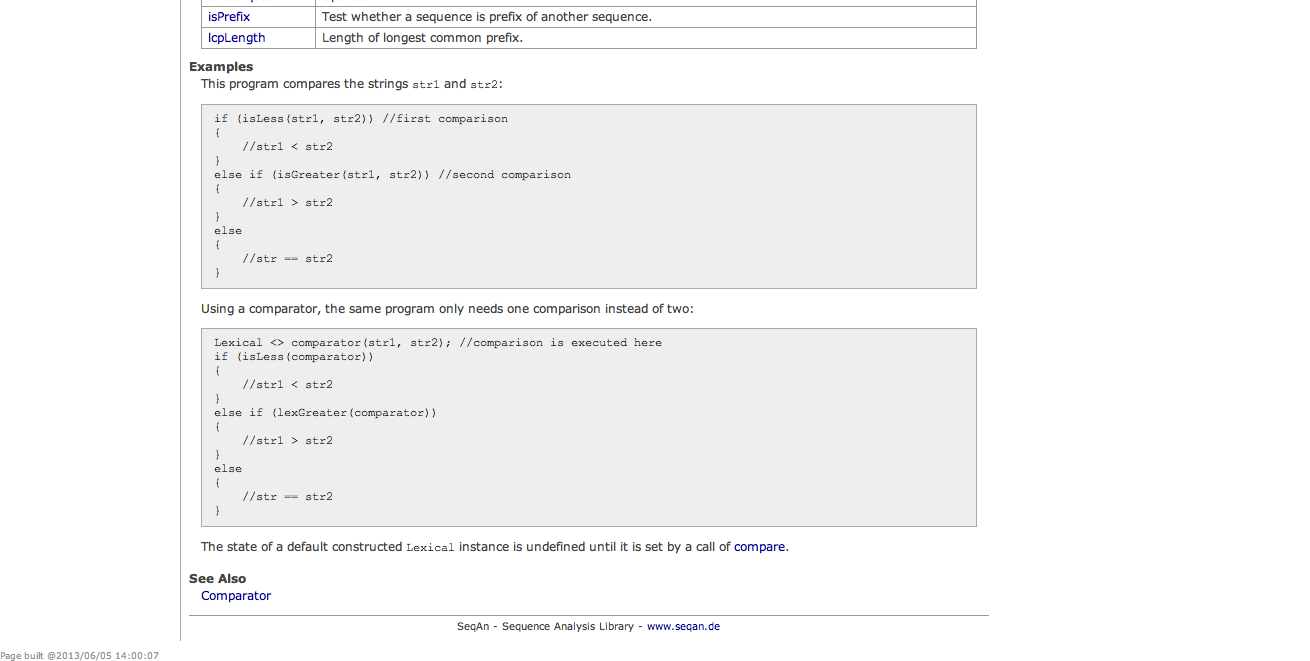 isPrefix Test whether a sequence is prefix of another sequence.
lcpLength Length of longest common prefix.
Examples
This program compares the strings str1 and str2:
if (isLess(str1, str2)) //first comparison
{
    //str1 < str2
}
else if (isGreater(str1, str2)) //second comparison
{
    //str1 > str2
}
else
{
    //str == str2
}
Using a comparator, the same program only needs one comparison instead of two:
Lexical <> comparator(str1, str2); //comparison is executed here
if (isLess(comparator))
{
    //str1 < str2
}
else if (lexGreater(comparator))
{
    //str1 > str2
}
else
{
    //str == str2
}
The state of a default constructed Lexical instance is undefined until it is set by a call of compare.
See Also
Comparator
SeqAn - Sequence Analysis Library - www.seqan.de
Page built @2013/06/05 14:00:07